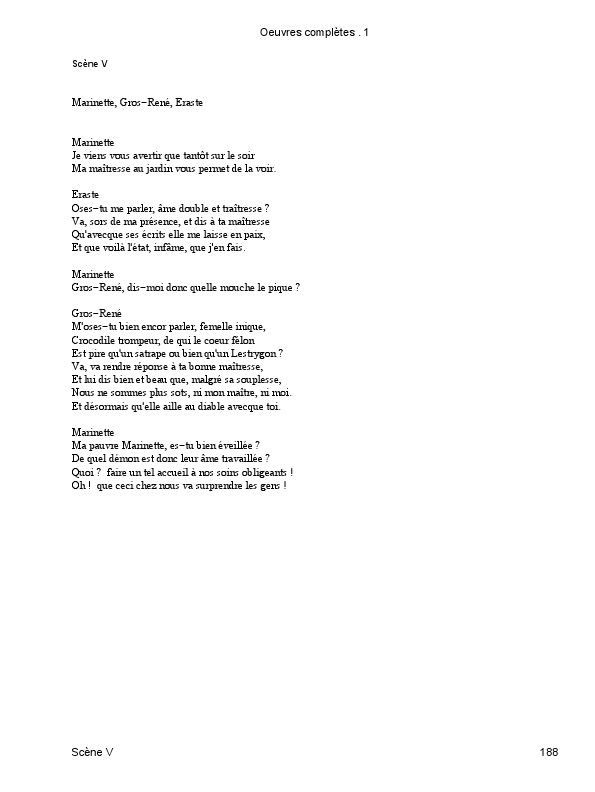 Oeuvres complètes . 1
Scène V
Marinette, Gros−René, Eraste
Marinette
Je viens vous avertir que tantôt sur le soir
Ma maîtresse au jardin vous permet de la voir.
Eraste
Oses−tu me parler, âme double et traîtresse ?
Va, sors de ma présence, et dis à ta maîtresse
Qu'avecque ses écrits elle me laisse en paix,
Et que voilà l'état, infâme, que j'en fais.
Marinette
Gros−René, dis−moi donc quelle mouche le pique ?
Gros−René
M'oses−tu bien encor parler, femelle inique,
Crocodile trompeur, de qui le coeur félon
Est pire qu'un satrape ou bien qu'un Lestrygon ?
Va, va rendre réponse à ta bonne maîtresse,
Et lui dis bien et beau que, malgré sa souplesse,
Nous ne sommes plus sots, ni mon maître, ni moi.
Et désormais qu'elle aille au diable avecque toi.
Marinette
Ma pauvre Marinette, es−tu bien éveillée ?
De quel démon est donc leur âme travaillée ?
Quoi ?  faire un tel accueil à nos soins obligeants !
Oh !  que ceci chez nous va surprendre les gens !
Scène V 188